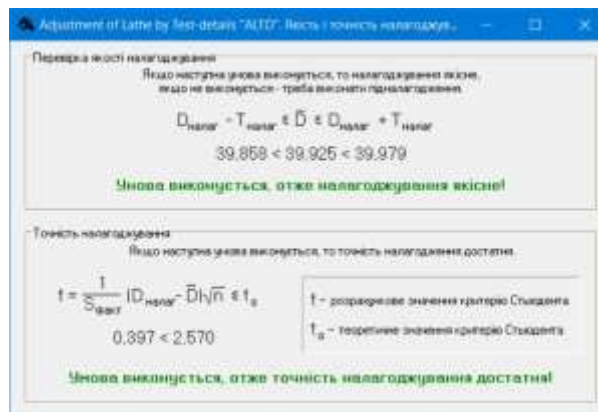 Adjustment of Lathe by Test-details "ALTO". Якість і точність налагоджув...
Перевірка якості налагоджування
Якщо наступна умова виконується, то налагоджування якісне,
якщо не виконується - треба виконати підналагодження.
Dналаг - Tналаг ≤ D̄ ≤ Dналаг + Tналаг
39.858 < 39.925 < 39.979
Умова виконується, отже налагоджування якісне!
Точність налагоджування
Якщо наступна умова виконується, то точність налагодження достатня.
t = 1/Sфакт |Dналаг - D̄|√n ≤ tα
0.397 < 2.570
t - розрахункове значення критерію Стьюдента
tα - теоретичне значення критерію Стьюдента
Умова виконується, отже точність налагоджування достатня!